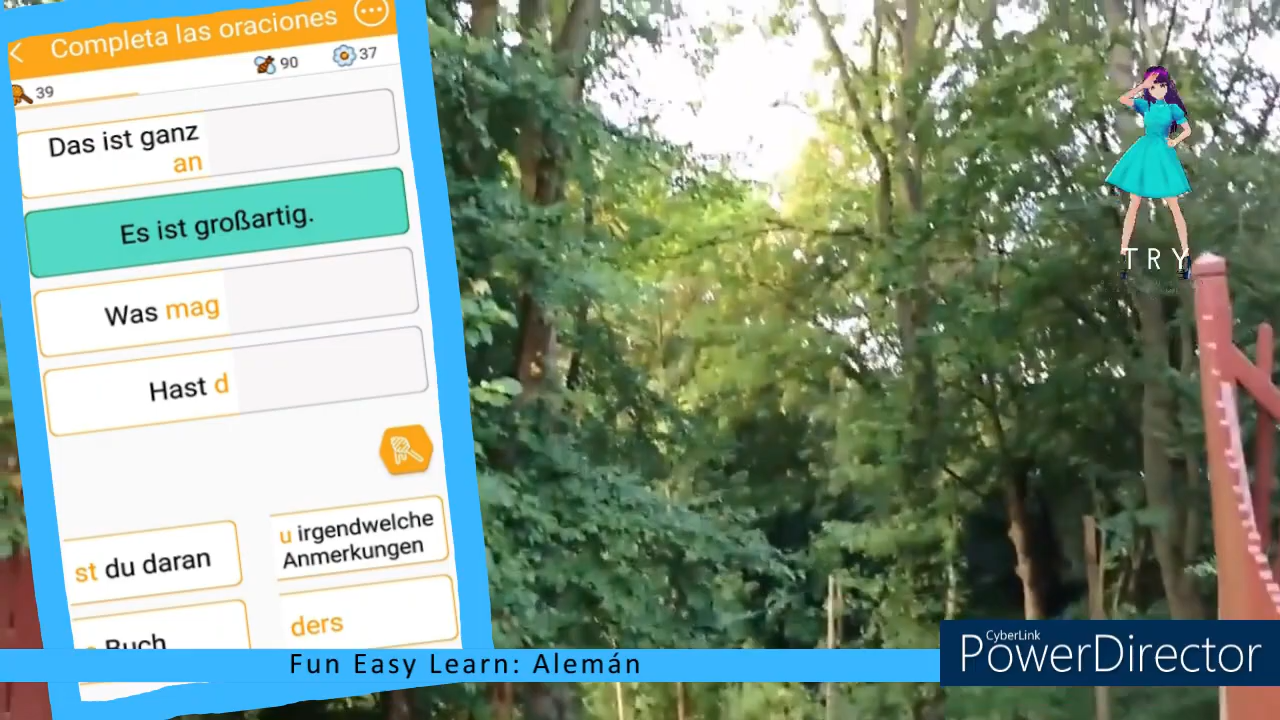 Completa las oraciones
39
90
37
Das ist ganz
an
Es ist großartig.
Was mag
Hast d
st du daran
u irgendwelche
Anmerkungen
Buch
ders
TRY
Fun Easy Learn: Alemán
CyberLink
PowerDirector